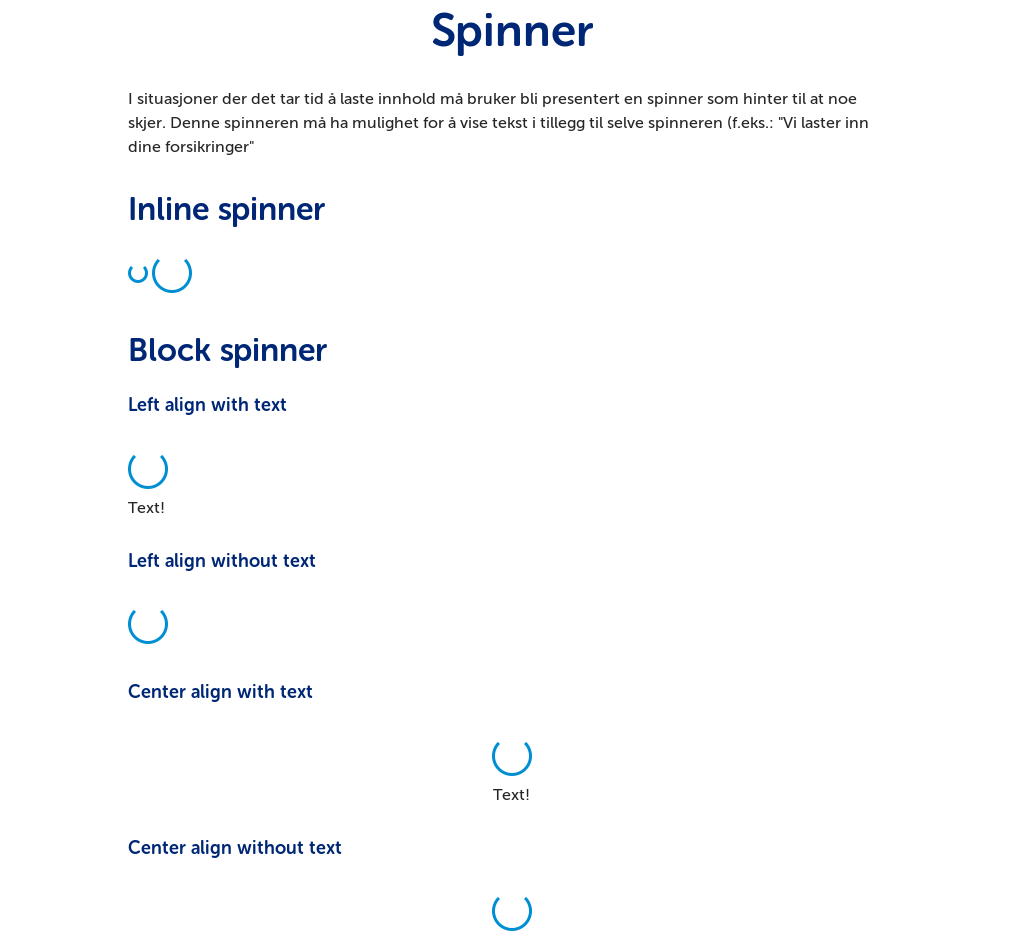 Spinner
I situasjoner der det tar tid å laste innhold må bruker bli presentert en spinner som hinter til at noe
skjer. Denne spinneren må ha mulighet for å vise tekst i tillegg til selve spinneren (f.eks.: "Vi laster inn
dine forsikringer"
Inline spinner
Block spinner
Left align with text
Text!
Left align without text
Center align with text
Text!
Center align without text